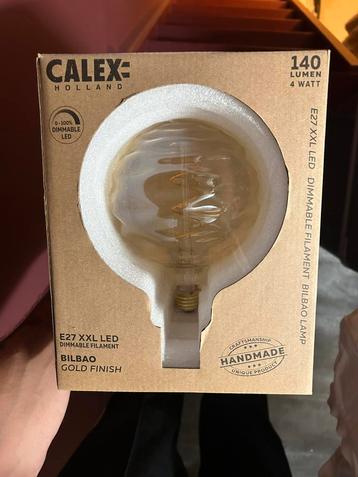 CALEX
HOLLAND
140
LUMEN
4 WATT
0-100%
DIMMABLE
LED
E27 XXL LED DIMMABLE FILAMENT BILBAO LAMP
E27 XXL LED
DIMMABLE FILAMENT
BILBAO
GOLD FINISH
CRAFTSMANSHIP
HANDMADE
UNIQUE PRODUCT